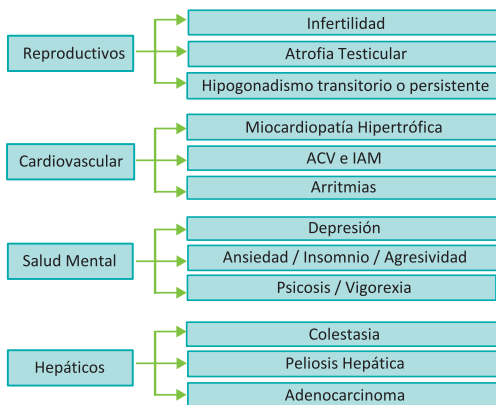 Reproductivos
Infertilidad
Atrofia Testicular
Hipogonadismo transitorio o persistente
Cardiovascular
Miocardiopatía Hipertrófica
ACV e IAM
Arritmias
Salud Mental
Depresión
Ansiedad / Insomnio / Agresividad
Psicosis / Vigorexia
Hepáticos
Colestasia
Peliosis Hepática
Adenocarcinoma